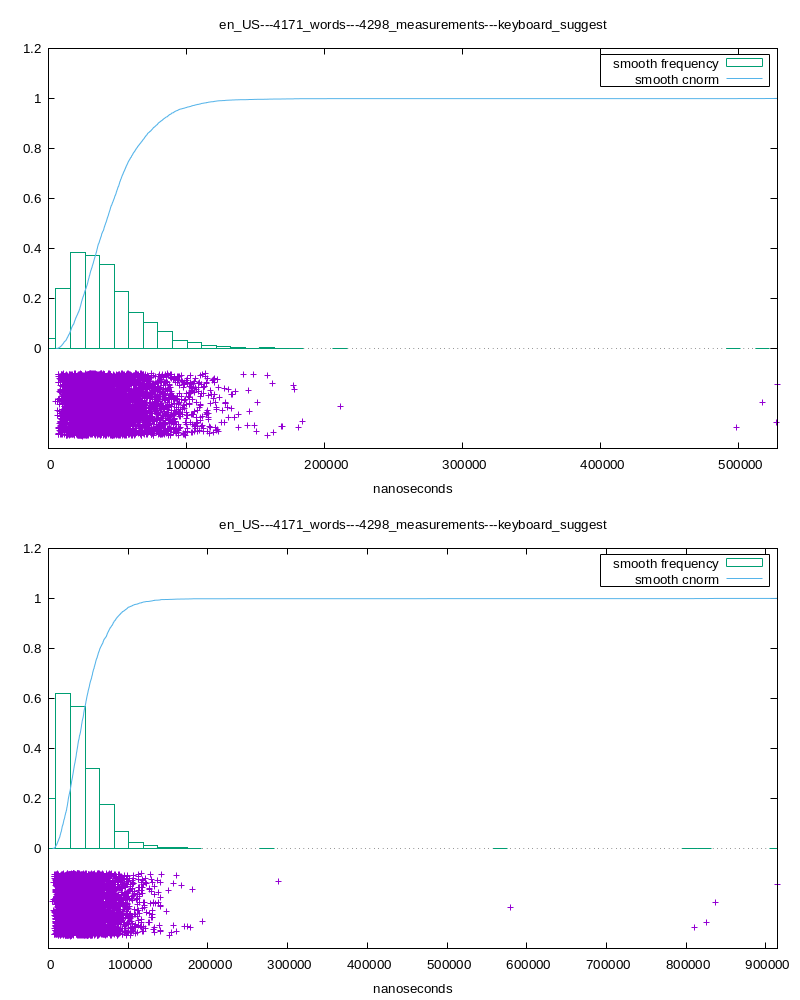 en_US---4171_words---4298_measurements---keyboard_suggest
1.2
smooth frequency
smooth cnorm
1
0.8
0.6
0.4
0.2
0
0 100000 200000 300000 400000 500000
nanoseconds
en_US---4171_words---4298_measurements---keyboard_suggest
1.2
smooth frequency
smooth cnorm
1
0.8
0.6
0.4
0.2
0
0 100000 200000 300000 400000 500000 600000 700000 800000 900000
nanoseconds